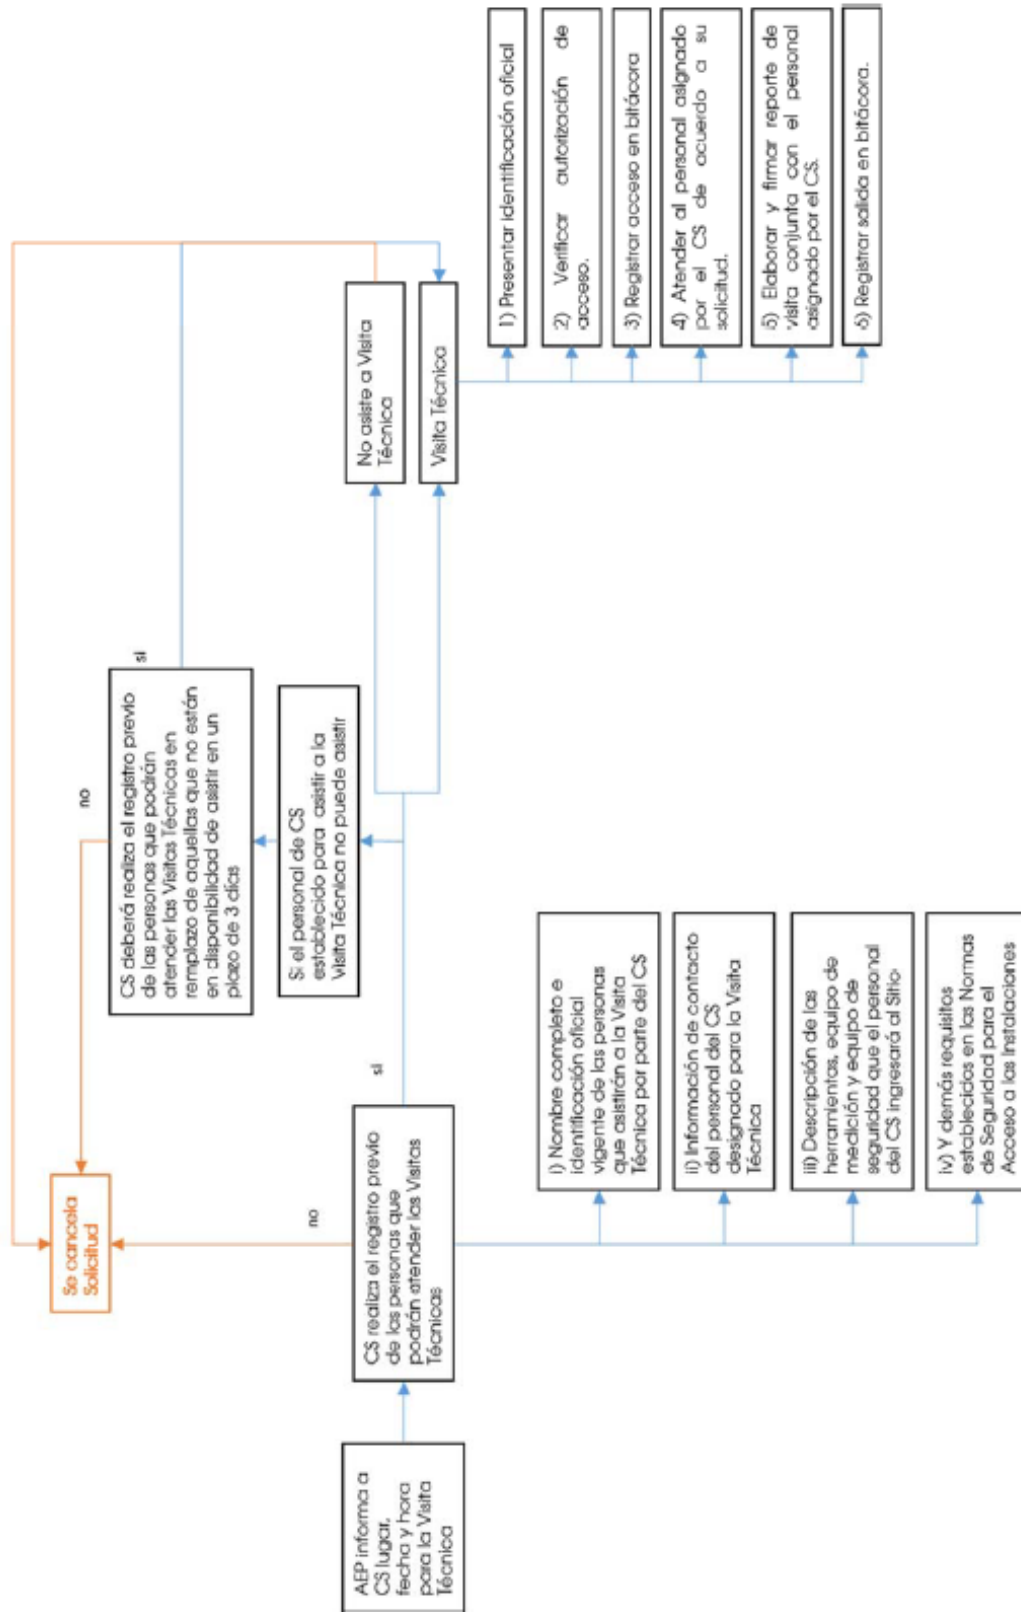 AEP informa a
CS lugar,
fecha y hora
para la Visita
Técnica
CS realiza el registro previo
de las personas que
podrán atender las Visitas
Técnicas
no
Se cancela
Solicitud
si
i) Nombre completo e
identificación oficial
vigente de las personas
que asistirán a la Visita
Técnica por parte del CS
ii) Información de contacto
del personal del CS
designado para la Visita
Técnica
iii) Descripción de las
herramientas, equipo de
medición y equipo de
seguridad que el personal
del CS ingresará al Sitio.
iv) Y demás requisitos
establecidos en las Normas
de Seguridad para el
Acceso a las Instalaciones
Si el personal de CS
establecido para asistir a la
Visita Técnica no puede asistir
CS deberá realiza el registro previo
de las personas que podrán
atender las Visitas Técnicas en
remplazo de aquellas que no están
en disponibilidad de asistir en un
plazo de 3 días
no
si
No asiste a Visita
Técnica
Visita Técnica
1) Presentar identificación oficial
2) Verificar autorización de
acceso.
3) Registrar acceso en bitácora
4) Atender al personal asignado
por el CS de acuerdo a su
solicitud.
5) Elaborar y firmar reporte de
visita conjunta con el personal
asignado por el CS.
6) Registrar salida en bitácora.